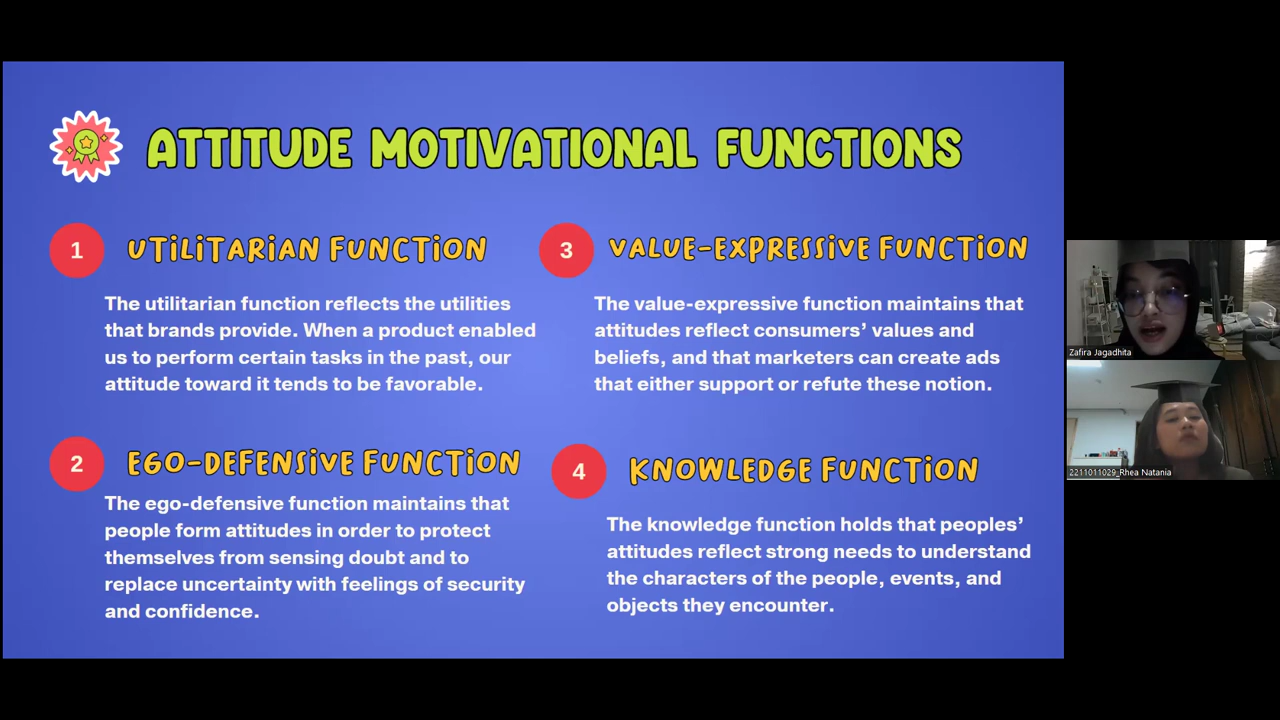 ATTITUDE MOTIVATIONAL FUNCTIONS
1
UTILITARIAN FUNCTION
The utilitarian function reflects the utilities
that brands provide. When a product enabled
us to perform certain tasks in the past, our
attitude toward it tends to be favorable.
2
EGO-DEFENSIVE FUNCTION
The ego-defensive function maintains that
people form attitudes in order to protect
themselves from sensing doubt and to
replace uncertainty with feelings of security
and confidence.
3
VALUE-EXPRESSIVE FUNCTION
The value-expressive function maintains that
attitudes reflect consumers’ values and
beliefs, and that marketers can create ads
that either support or refute these notion.
4
KNOWLEDGE FUNCTION
The knowledge function holds that peoples’
attitudes reflect strong needs to understand
the characters of the people, events, and
objects they encounter.
Zafira Jagadhita
2211011029_Rhea Natania